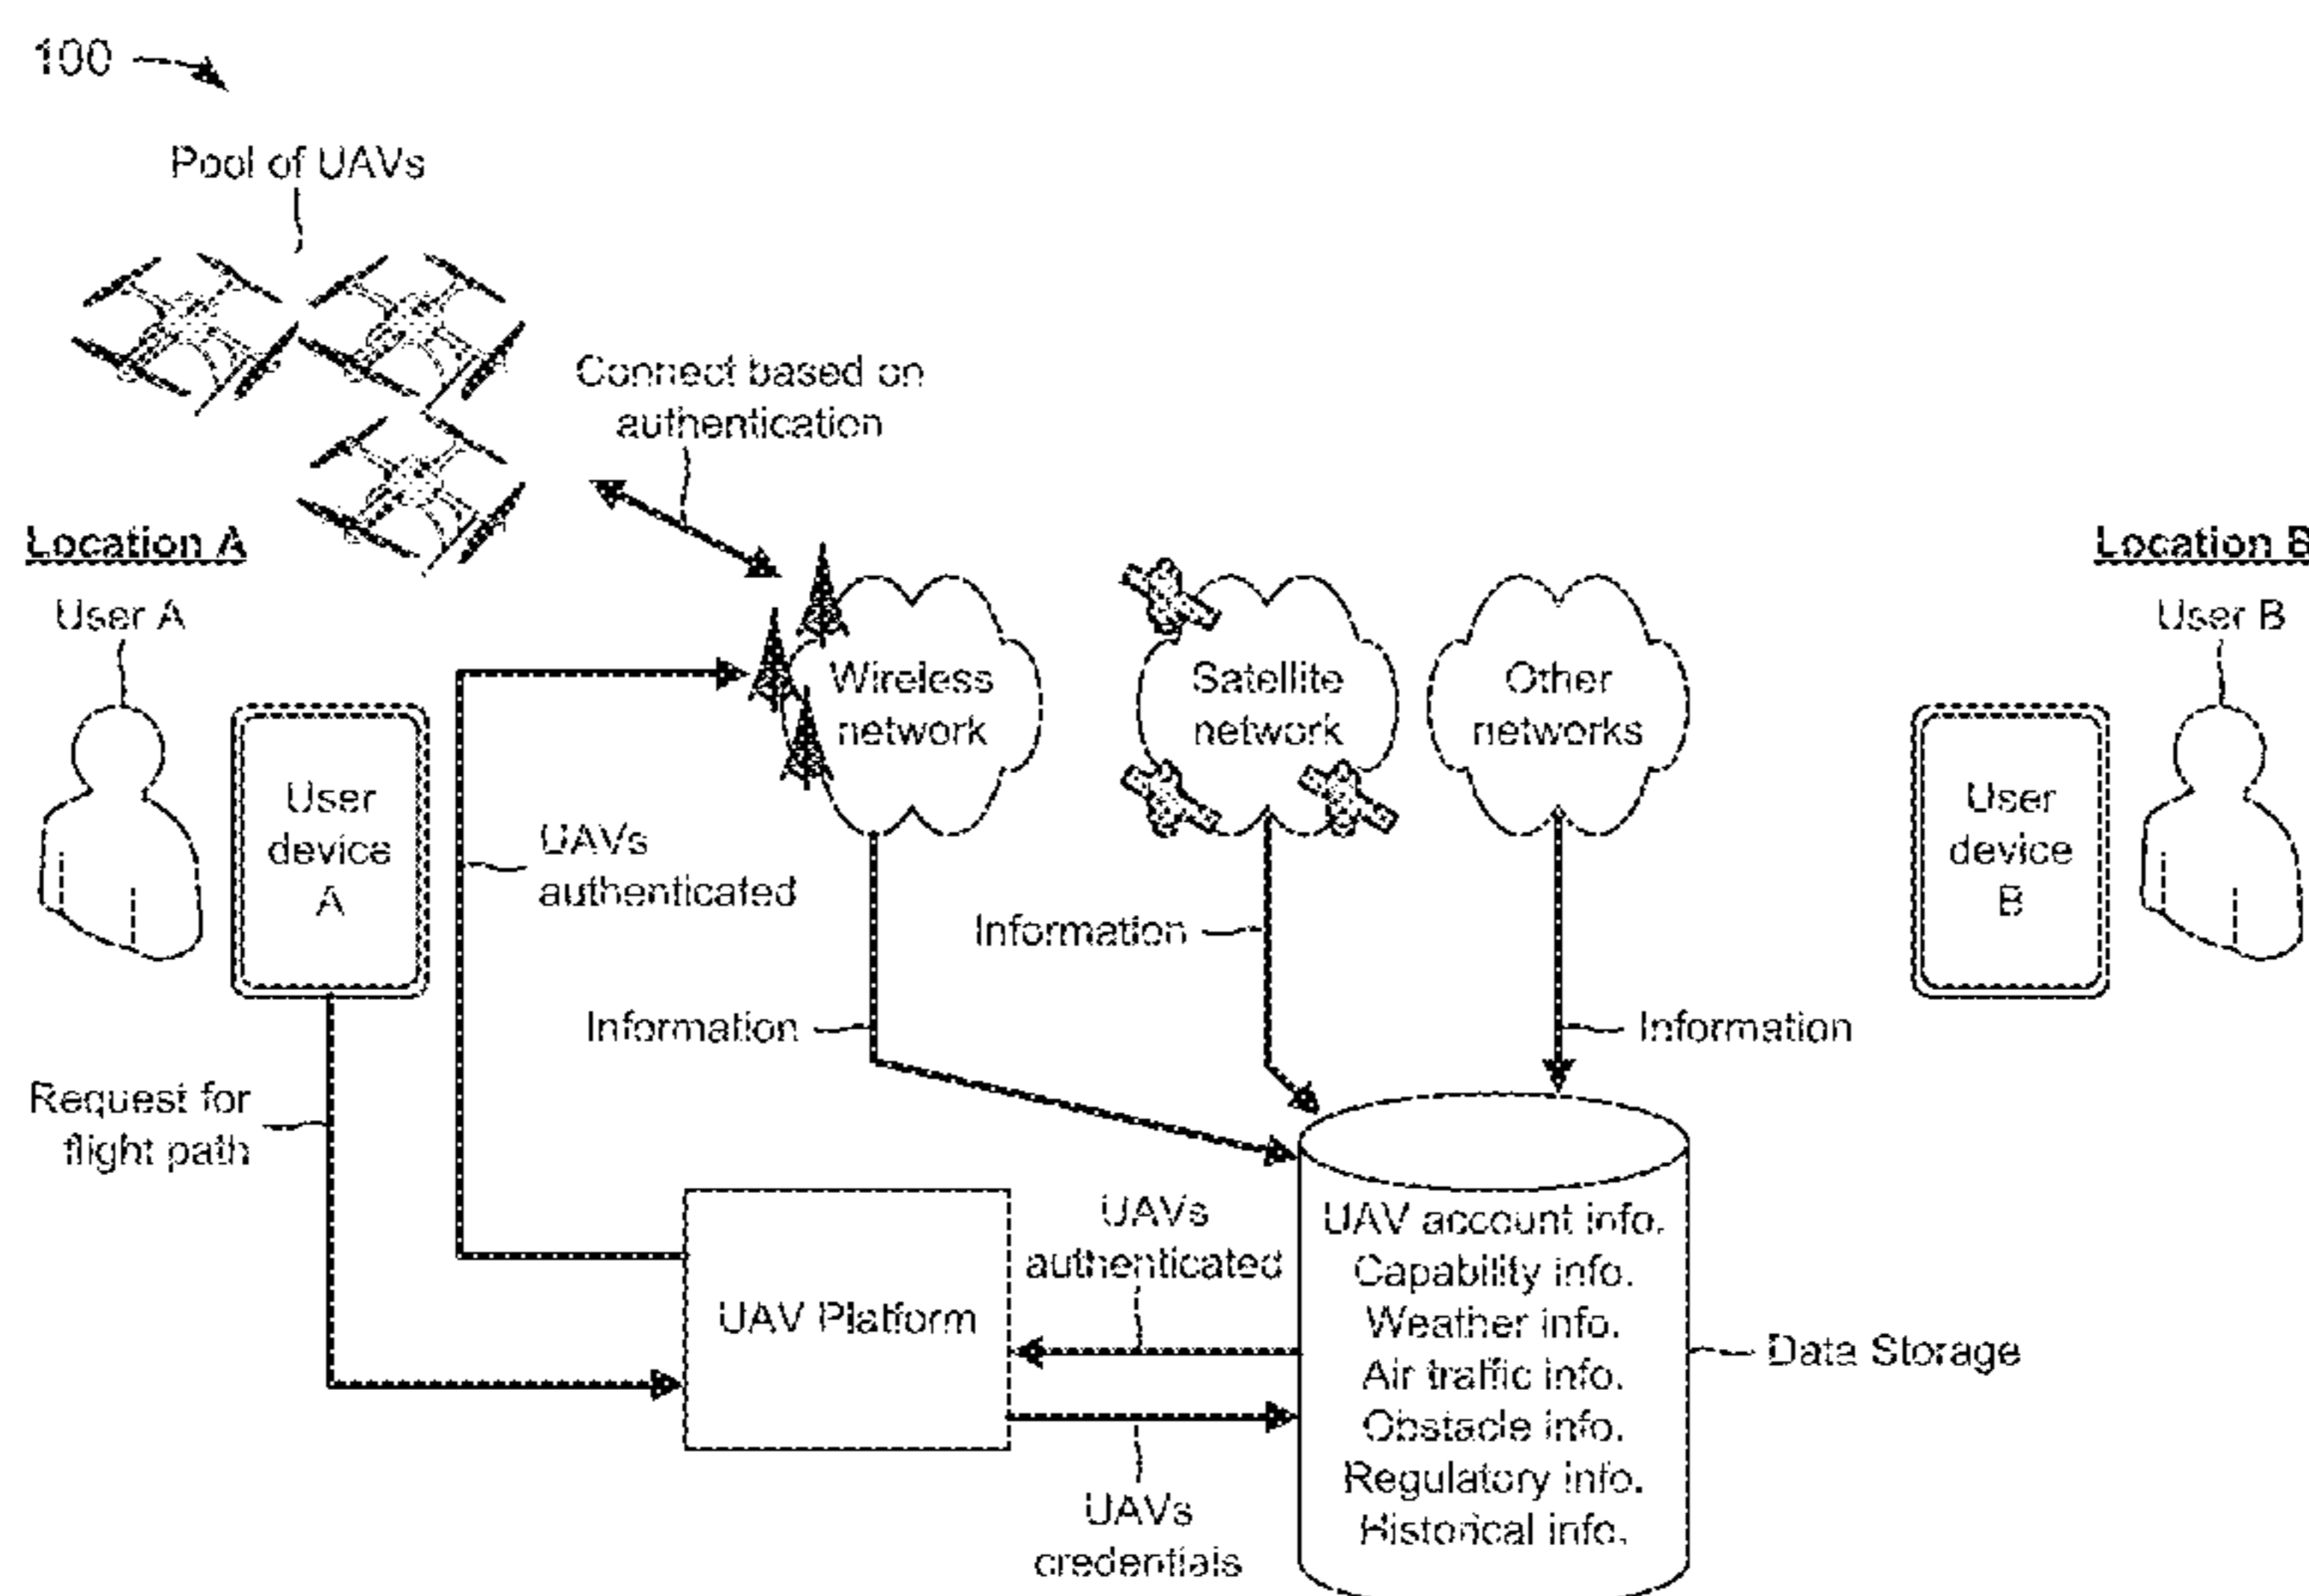 100
Pool of UAVs
Connect based on
authentication
Location A
Location B
User A
User B
Wireless
network
Satellite
network
Other
networks
User
device
A
User
device
B
UAVs
authenticated
Information
Information
Information
Request for
flight path
UAV Platform
UAVs
authenticated
UAVs
credentials
UAV account info.
Capability info.
Weather info.
Air traffic info.
Obstacle info.
Regulatory info.
Historical info.
Data Storage